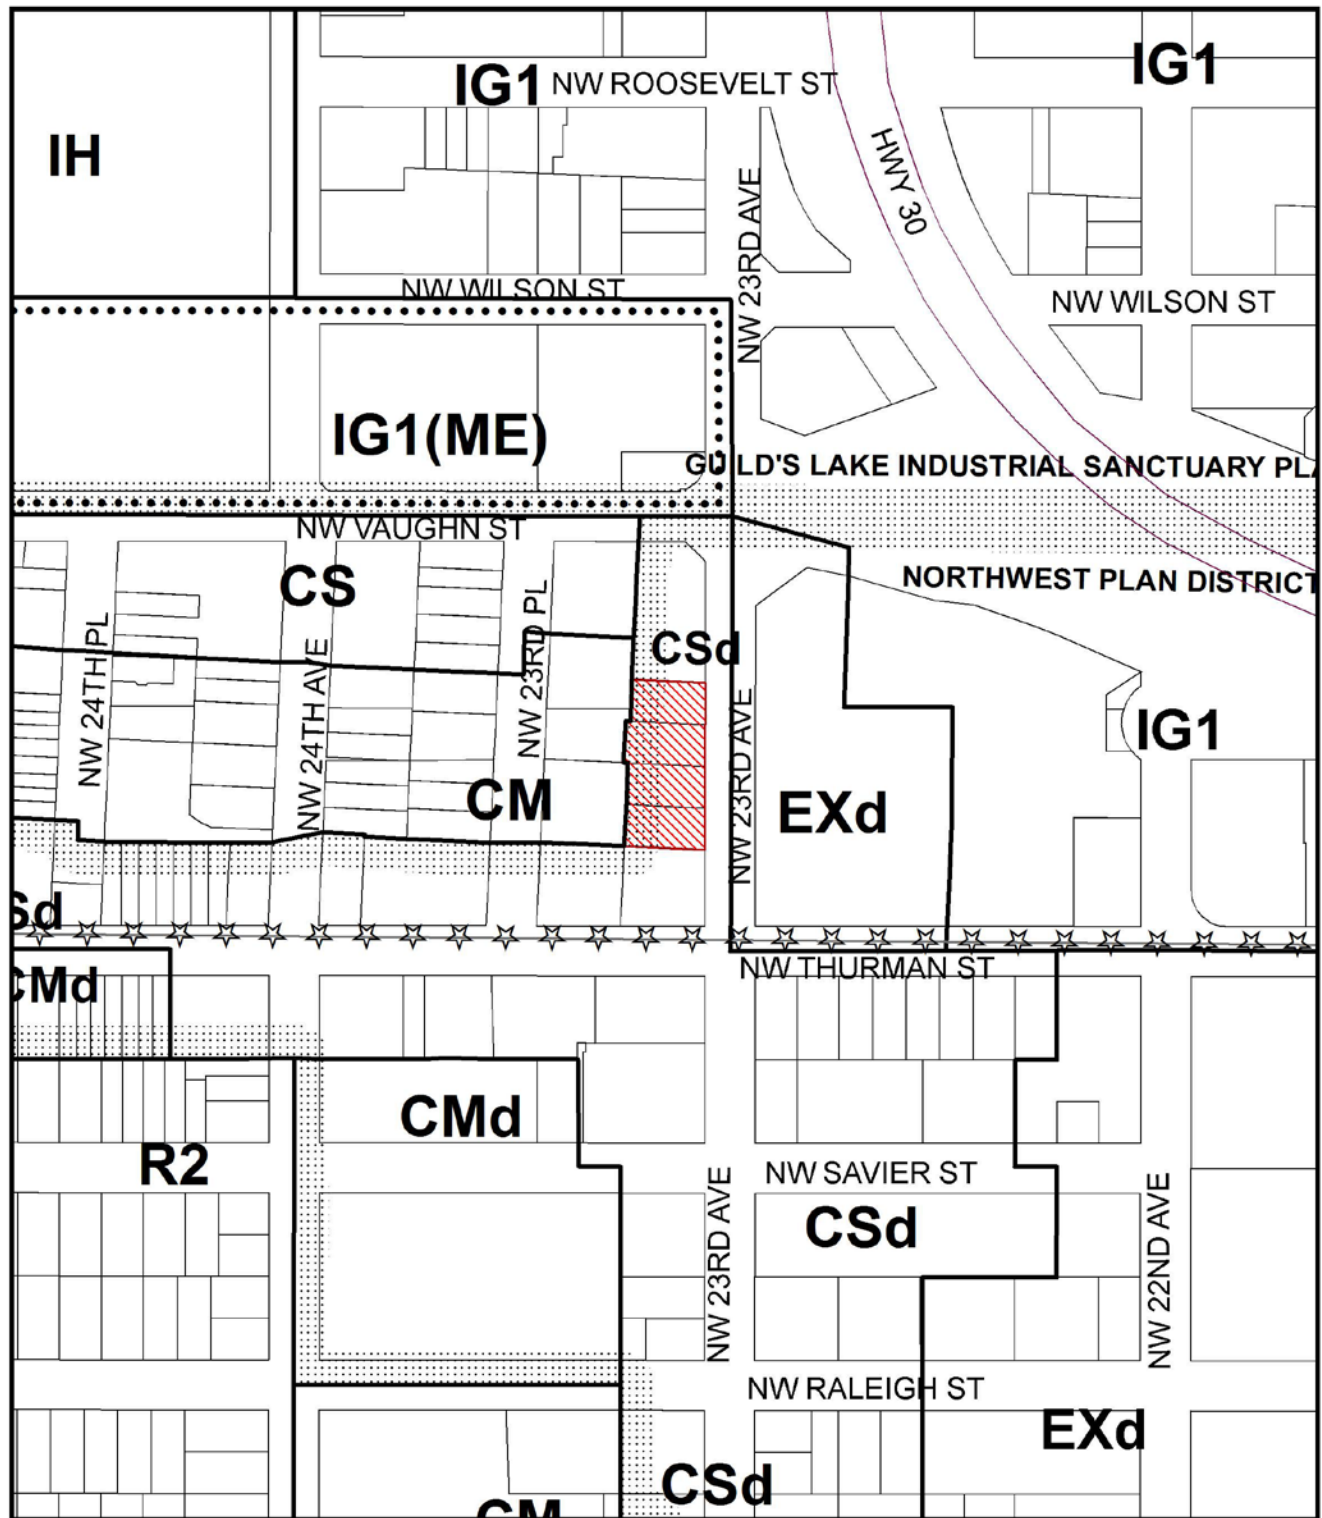 IG1
NW ROOSEVELT ST
IG1
IH
HWY 30
NW 23RD AVE
NW WILSON ST
NW WILSON ST
IG1(ME)
GUILD'S LAKE INDUSTRIAL SANCTUARY PLA
NW VAUGHN ST
NORTHWEST PLAN DISTRICT
CS
NW 23RD PL
NW 24TH PL
NW 24TH AVE
CSd
NW 23RD AVE
IG1
CM
EXd
Sd
NW THURMAN ST
CMd
CMd
R2
NW SAVIER ST
CSd
NW 23RD AVE
NW 22ND AVE
NW RALEIGH ST
EXd
CSd
CM